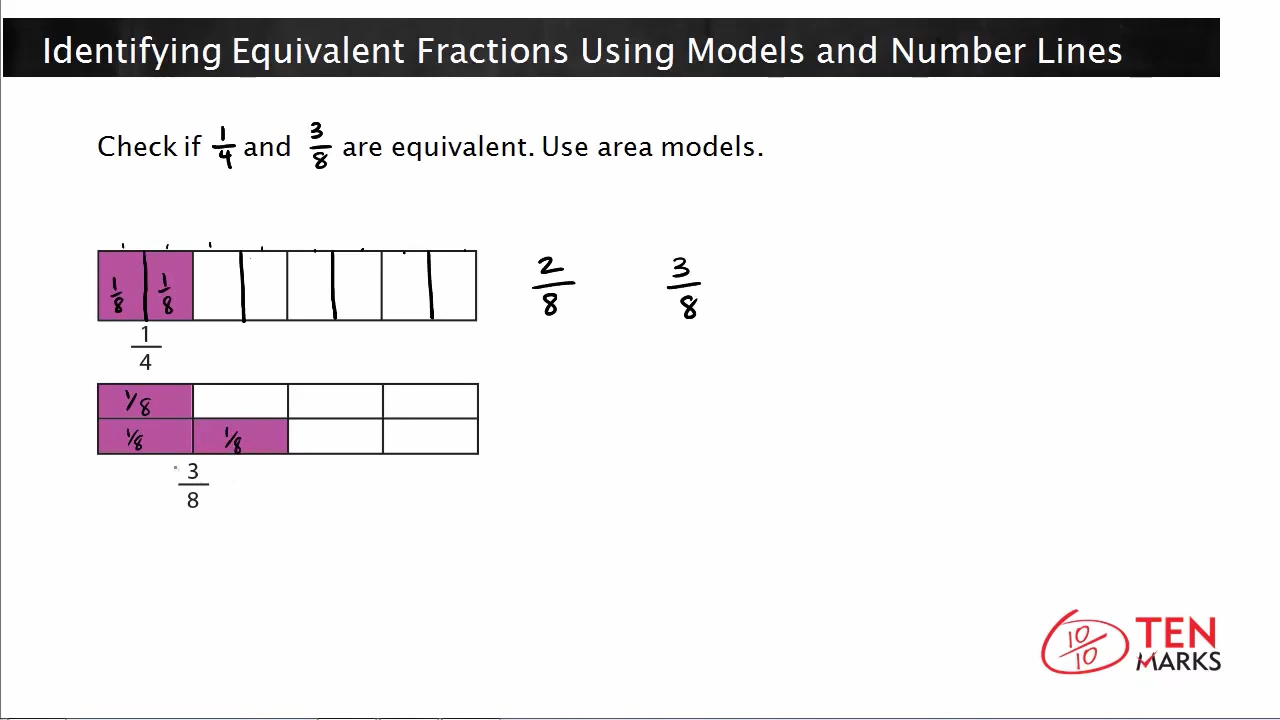 Identifying Equivalent Fractions Using Models and Number Lines
Check if 1/4 and 3/8 are equivalent. Use area models.
1/8 1/8
2/8 3/8
1/4
1/8
1/8 1/8
3/8
10/10 TEN
MARKS